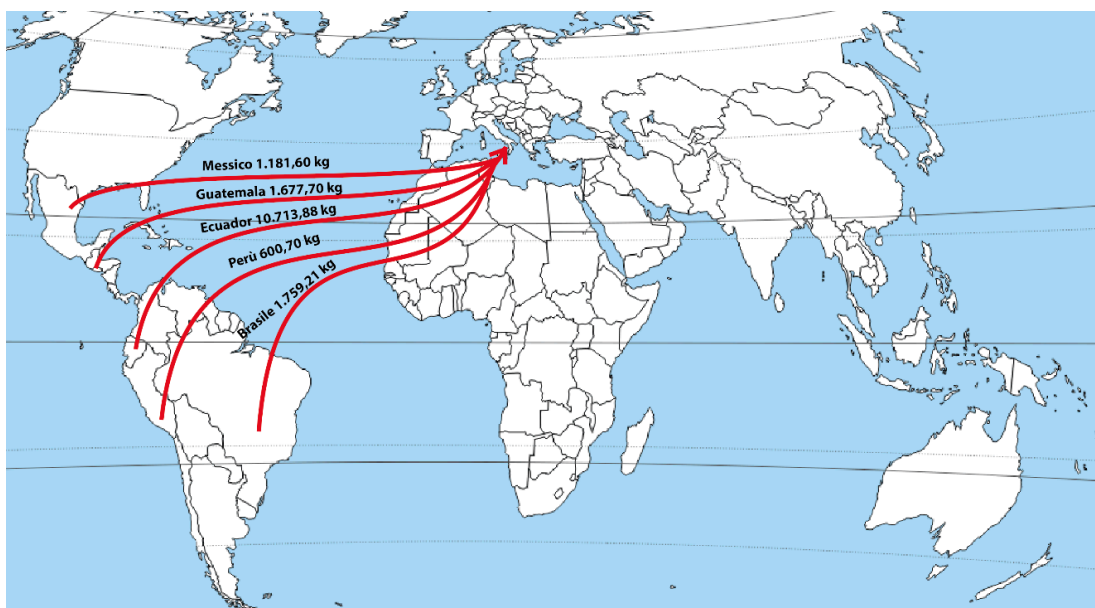 Messico 1.181,60 kg
Guatemala 1.677,70 kg
Ecuador 10.713,88 kg
Perù 600,70 kg
Brasile 1.759,21 kg